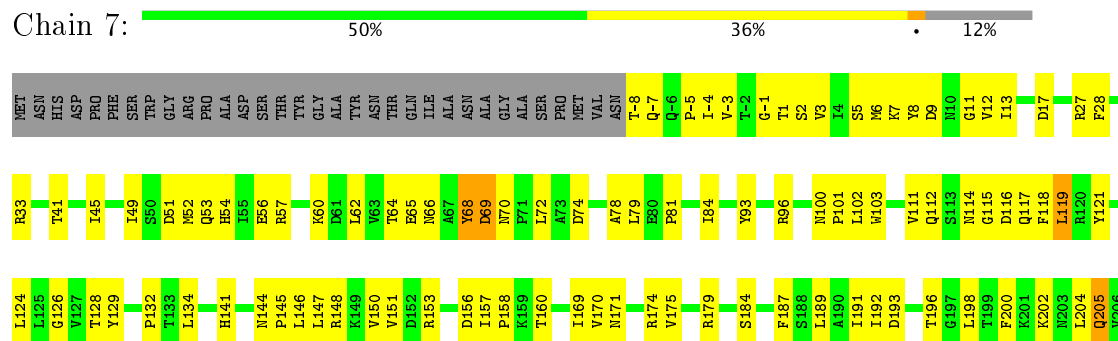 Chain 7:
50% 36% • 12%
MET ASN HIS ASP PRO PHE SER TRP GLY ARG PRO ALA ASP SER THR TYR GLY ALA TYR ASN THR GLN ILE ALA ASN ALA GLY ALA SER PRO MET VAL ASN T-8 Q-7 Q-6 P-5 I-4 V-3 T-2 G-1 T1 S2 V3 I4 S5 M6 K7 Y8 D9 N10 G11 V12 I13 D17 R27 F28
R33 T41 I45 I49 S50 D51 M52 Q53 H54 I55 E56 R57 K60 D61 L62 V63 T64 E65 N66 A67 Y68 D69 N70 P71 L72 A73 D74 A78 L79 E80 P81 I84 Y93 R96 N100 P101 L102 W103 V111 Q112 S113 N114 G115 D116 Q117 F118 L119 R120 Y121
L124 L125 G126 V127 T128 Y129 P132 T133 L134 H141 N144 P145 L146 L147 R148 K149 V150 V151 D152 R153 D156 I157 P158 K159 T160 I169 V170 N171 R174 V175 R179 S184 F187 S188 L189 A190 I191 I192 D193 T196 G197 L198 T199 F200 K201 K202 N203 L204 Q205 V206